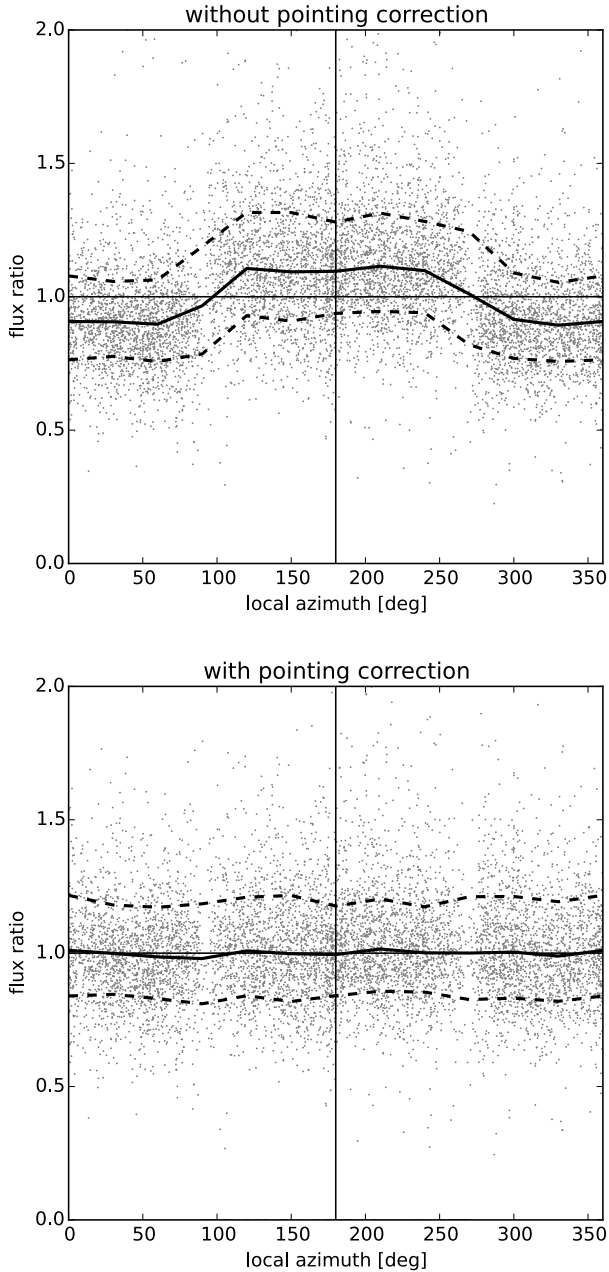 without pointing correction
2.0
1.5
1.0
0.5
0.0
flux ratio
0 50 100 150 200 250 300 350
local azimuth [deg]
with pointing correction
2.0
1.5
1.0
0.5
0.0
flux ratio
0 50 100 150 200 250 300 350
local azimuth [deg]